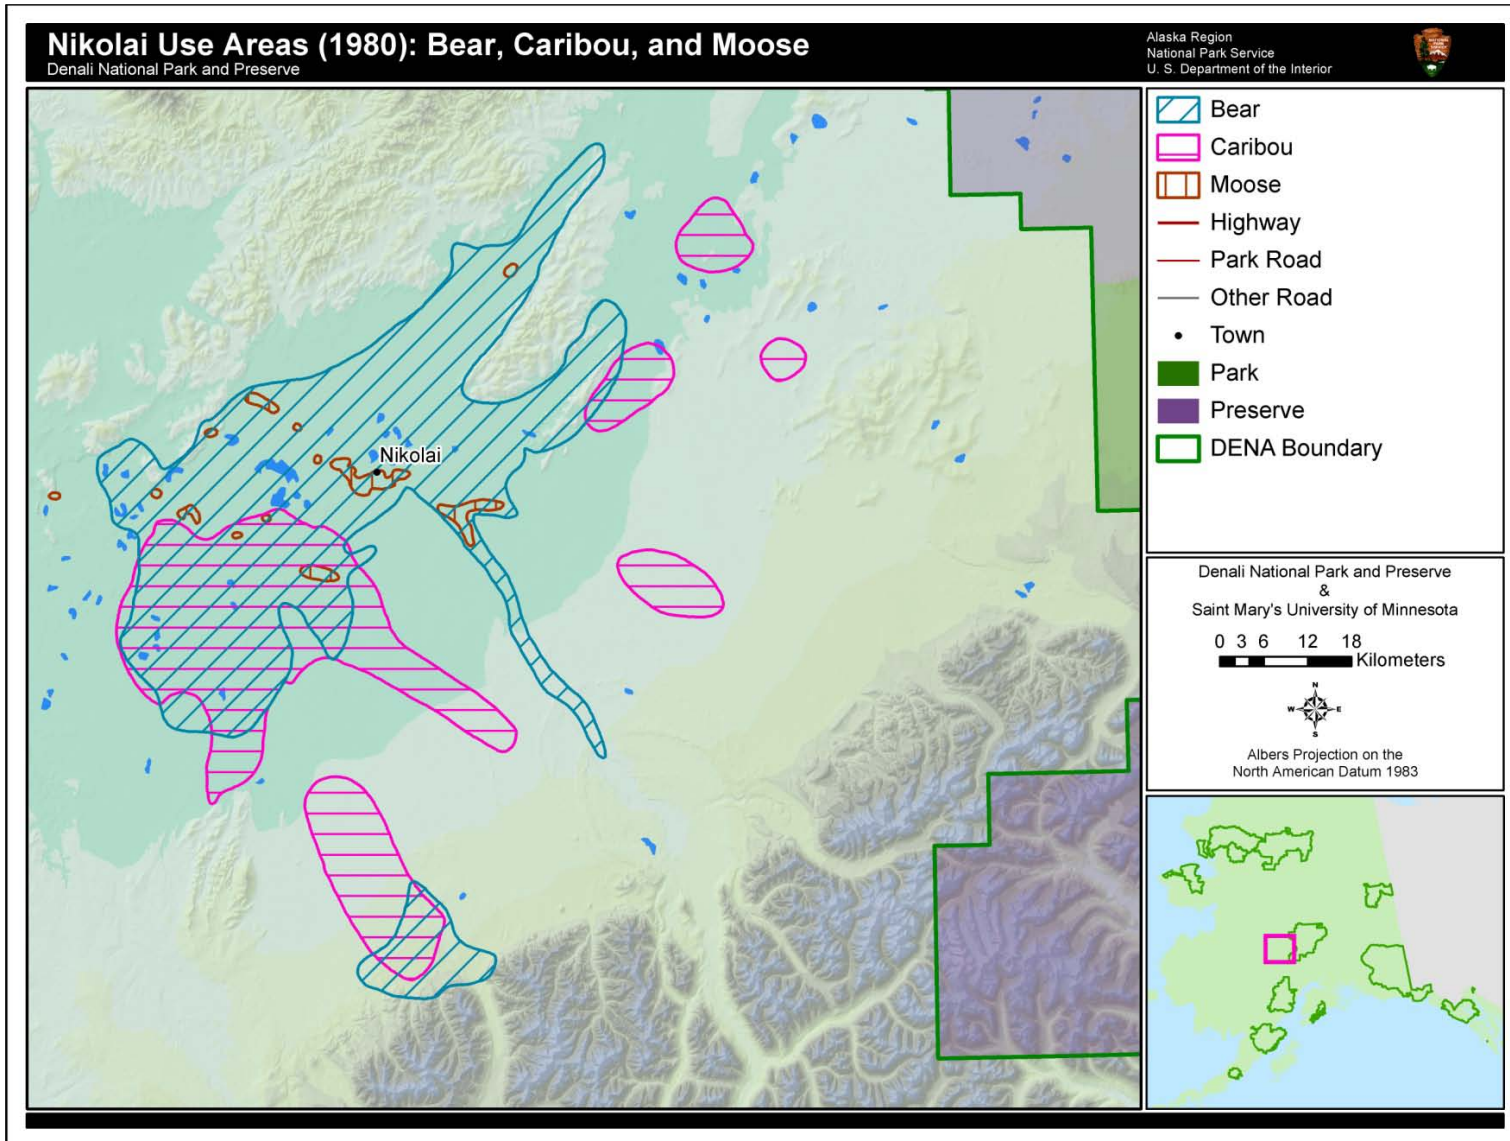 Nikolai Use Areas (1980): Bear, Caribou, and Moose
Denali National Park and Preserve
Alaska Region
National Park Service
U. S. Department of the Interior
Nikolai
Bear
Caribou
Moose
Highway
Park Road
Other Road
Town
Park
Preserve
DENA Boundary
Denali National Park and Preserve
&
Saint Mary's University of Minnesota
0 3 6 12 18
Kilometers
N
W E
S
Albers Projection on the
North American Datum 1983